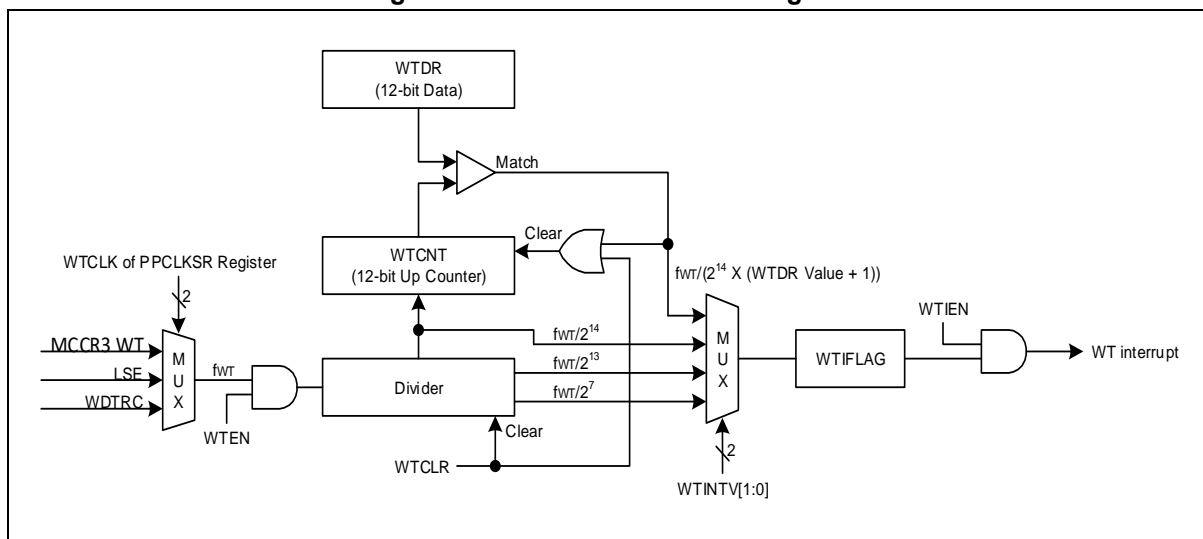 WTDR
(12-bit Data)
Match
Clear
WTCNT
(12-bit Up Counter)
WTCLK of PPCLKSR Register
2
fWT/(2^14 X (WTDR Value + 1))
MCCR3 WT
LSE
WDTRC
MUX
fWT
WTEN
Divider
fWT/2^14
fWT/2^13
fWT/2^7
Clear
WTCLR
MUX
2
WTINTV[1:0]
WTIFLAG
WTIEN
WT interrupt